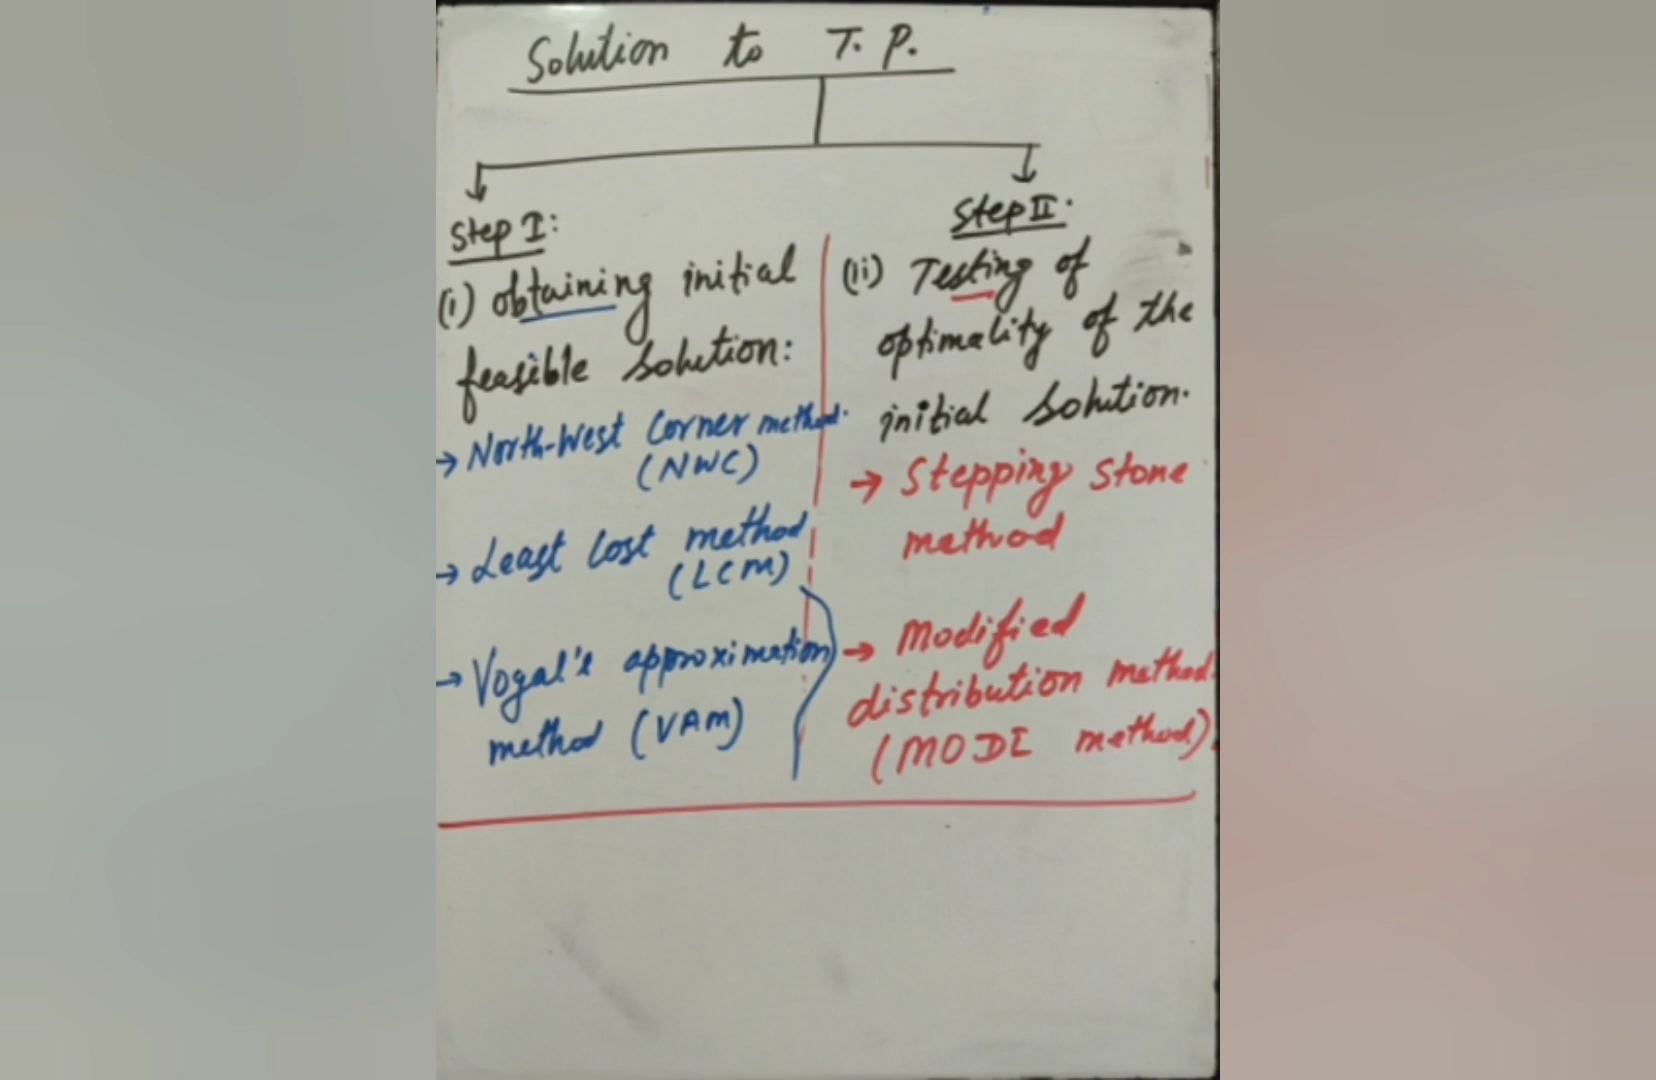 Solution to T. P.
Step I:
(i) obtaining initial
feasible solution:
→ North-West Corner method.
(NWC)
→ Least Cost method
(LCM)
→ Vogal's approximation
method (VAM)
Step II.
(ii) Testing of
optimality of the
initial solution.
→ Stepping Stone
method
→ Modified
distribution method.
(MODI method).